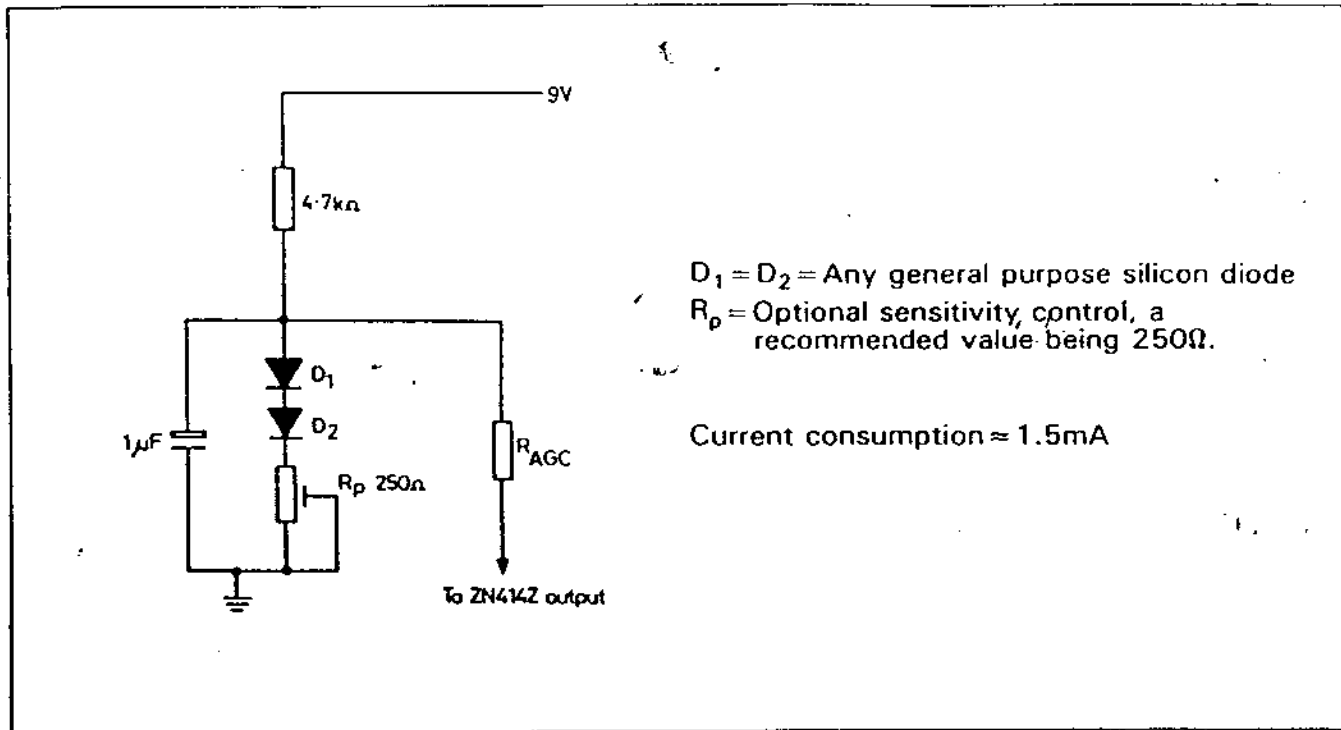 9V
4.7kΩ
D1 = D2 = Any general purpose silicon diode
Rp = Optional sensitivity control, a
recommended value being 250Ω.
D1
D2
1μF
RAGC
Current consumption ≈ 1.5mA
Rp 250Ω
To ZN414Z output